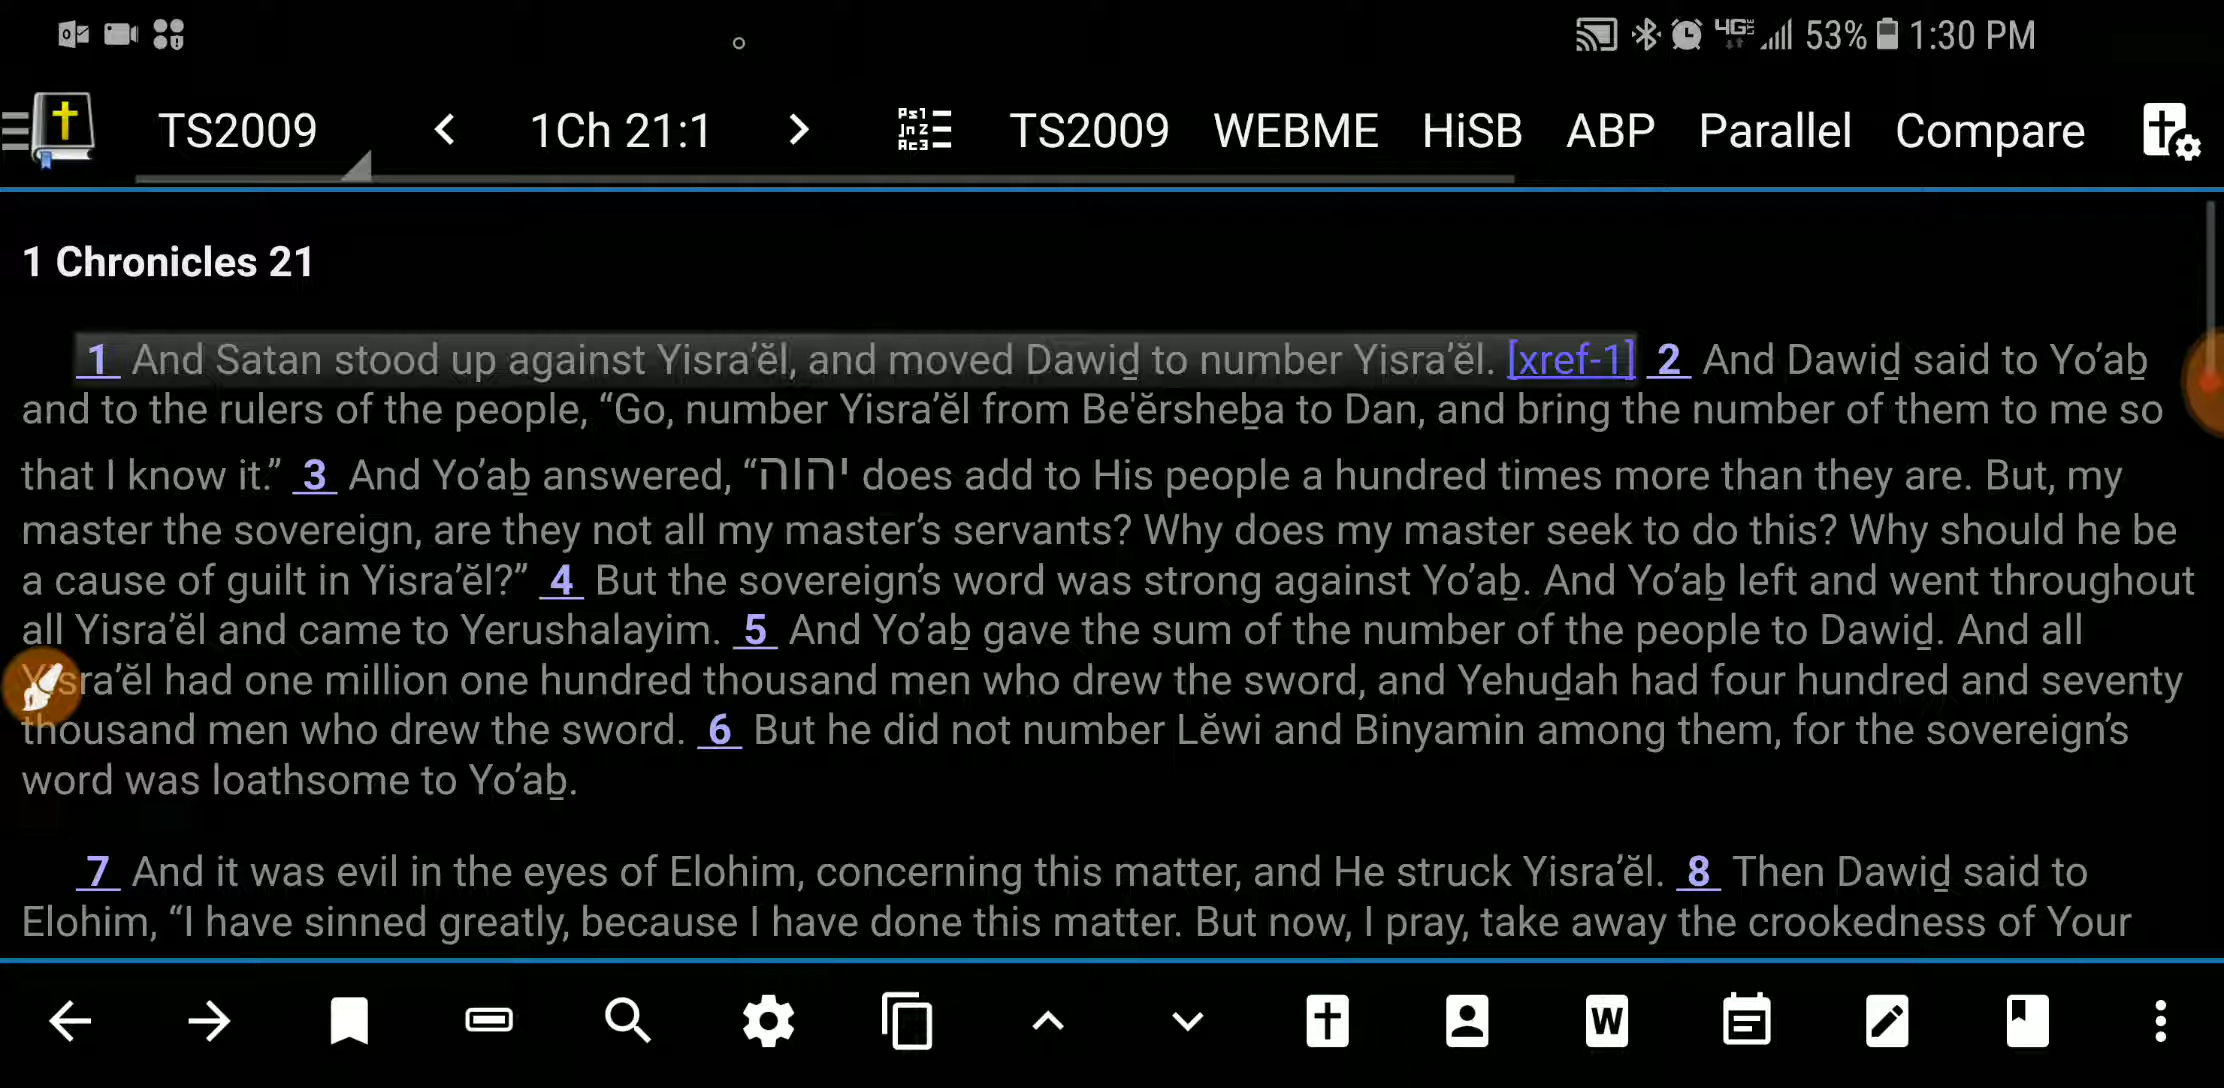 53% 1:30 PM
TS2009 < 1Ch 21:1 > TS2009 WEBME HiSB ABP Parallel Compare
1 Chronicles 21
1 And Satan stood up against Yisra’ĕl, and moved Dawiḏ to number Yisra’ĕl. [xref-1] 2 And Dawiḏ said to Yo’aḇ
and to the rulers of the people, “Go, number Yisra’ĕl from Be'ĕrsheḇa to Dan, and bring the number of them to me so
that I know it.” 3 And Yo’aḇ answered, “יהוה does add to His people a hundred times more than they are. But, my
master the sovereign, are they not all my master’s servants? Why does my master seek to do this? Why should he be
a cause of guilt in Yisra’ĕl?” 4 But the sovereign’s word was strong against Yo’aḇ. And Yo’aḇ left and went throughout
all Yisra’ĕl and came to Yerushalayim. 5 And Yo’aḇ gave the sum of the number of the people to Dawiḏ. And all
Yisra’ĕl had one million one hundred thousand men who drew the sword, and Yehuḏah had four hundred and seventy
thousand men who drew the sword. 6 But he did not number Lĕwi and Binyamin among them, for the sovereign’s
word was loathsome to Yo’aḇ.
7 And it was evil in the eyes of Elohim, concerning this matter, and He struck Yisra’ĕl. 8 Then Dawiḏ said to
Elohim, “I have sinned greatly, because I have done this matter. But now, I pray, take away the crookedness of Your
W